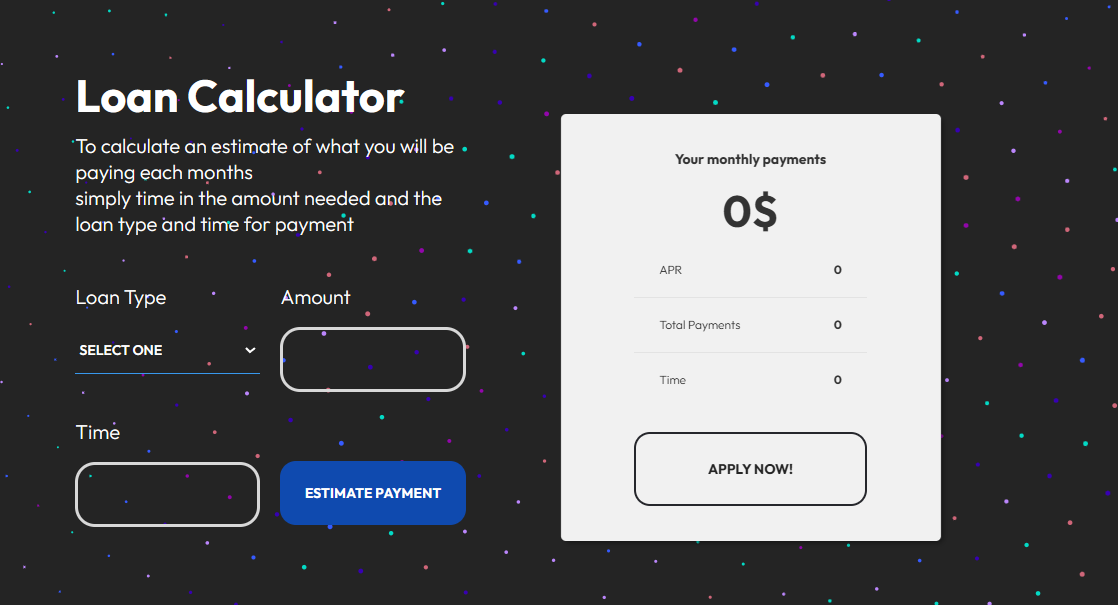 Loan Calculator
To calculate an estimate of what you will be
paying each months
simply time in the amount needed and the
loan type and time for payment
Loan Type
Amount
SELECT ONE
Time
ESTIMATE PAYMENT
Your monthly payments
0$
APR 0
Total Payments 0
Time 0
APPLY NOW!